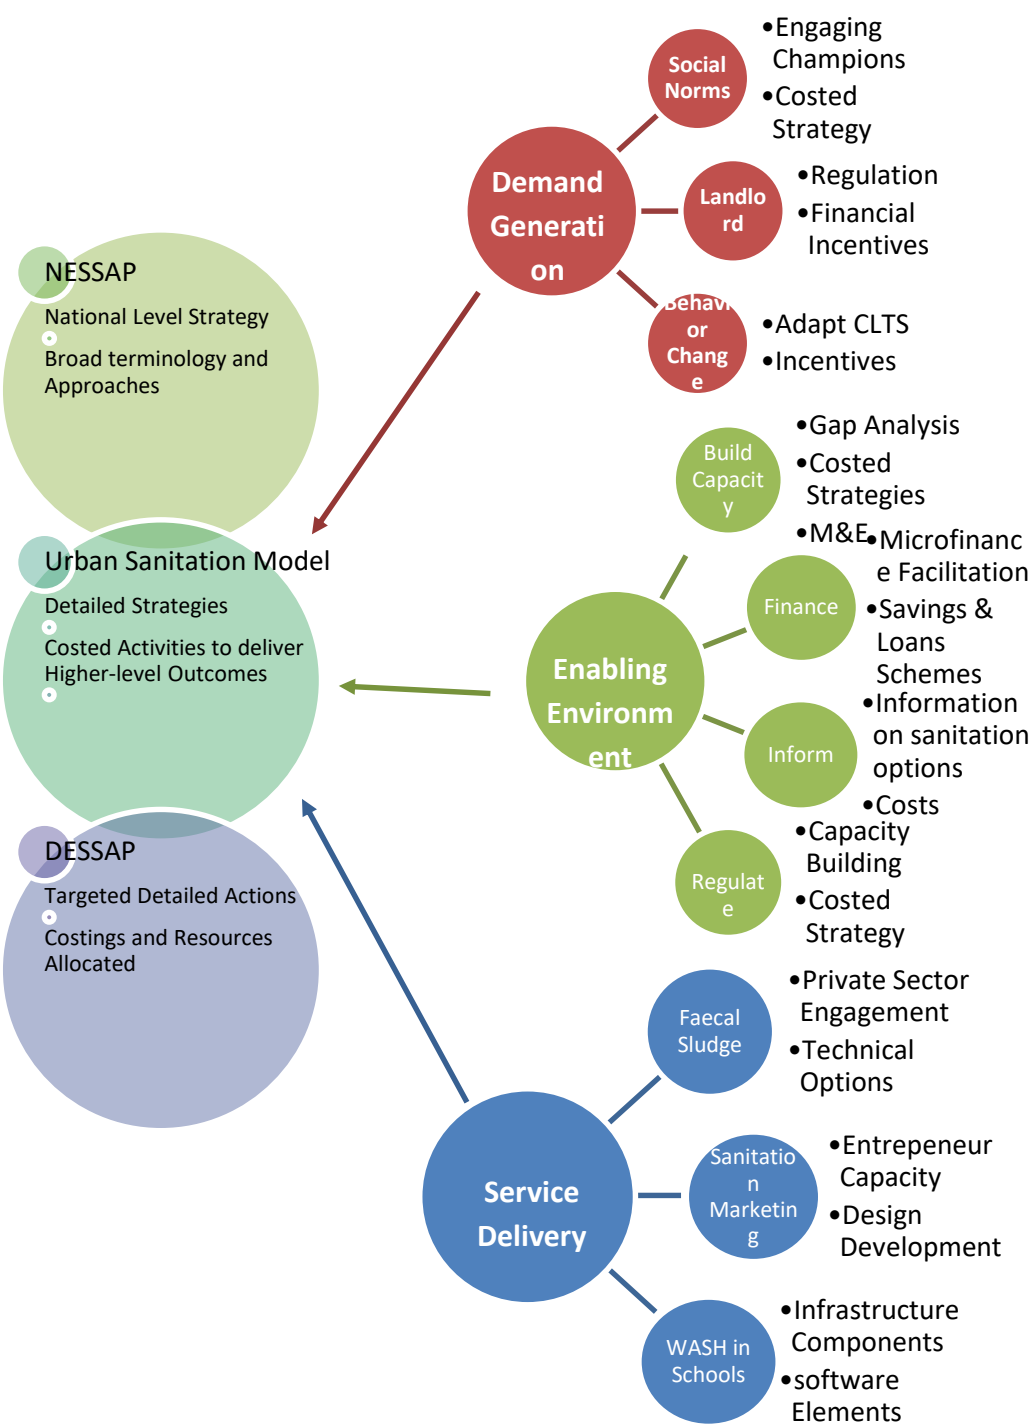 NESSAP
National Level Strategy
Broad terminology and
Approaches
Urban Sanitation Model
Detailed Strategies
Costed Activities to deliver
Higher-level Outcomes
DESSAP
Targeted Detailed Actions
Costings and Resources
Allocated
Demand
Generati
on
Social
Norms
•Engaging
Champions
•Costed
Strategy
Landlo
rd
•Regulation
•Financial
Incentives
Behavi
or
Chang
e
•Adapt CLTS
•Incentives
Enabling
Environm
ent
Build
Capacit
y
•Gap Analysis
•Costed
Strategies
•M&E
Finance
•Microfinanc
e Facilitation
•Savings &
Loans
Schemes
Inform
•Information
on sanitation
options
•Costs
Regulat
e
•Capacity
Building
•Costed
Strategy
Service
Delivery
Faecal
Sludge
•Private Sector
Engagement
•Technical
Options
Sanitatio
n
Marketin
g
•Entrepeneur
Capacity
•Design
Development
WASH in
Schools
•Infrastructure
Components
•software
Elements